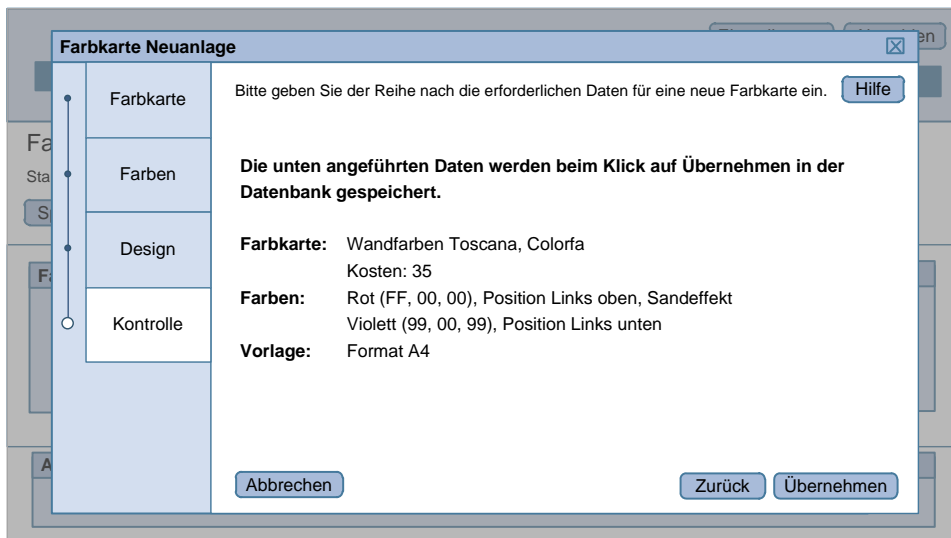 Farbkarte Neuanlage
Farbkarte
Farben
Design
Kontrolle
Bitte geben Sie der Reihe nach die erforderlichen Daten für eine neue Farbkarte ein.
Hilfe
Die unten angeführten Daten werden beim Klick auf Übernehmen in der
Datenbank gespeichert.
Farbkarte: Wandfarben Toscana, Colorfa
Kosten: 35
Farben: Rot (FF, 00, 00), Position Links oben, Sandeffekt
Violett (99, 00, 99), Position Links unten
Vorlage: Format A4
Abbrechen
Zurück
Übernehmen